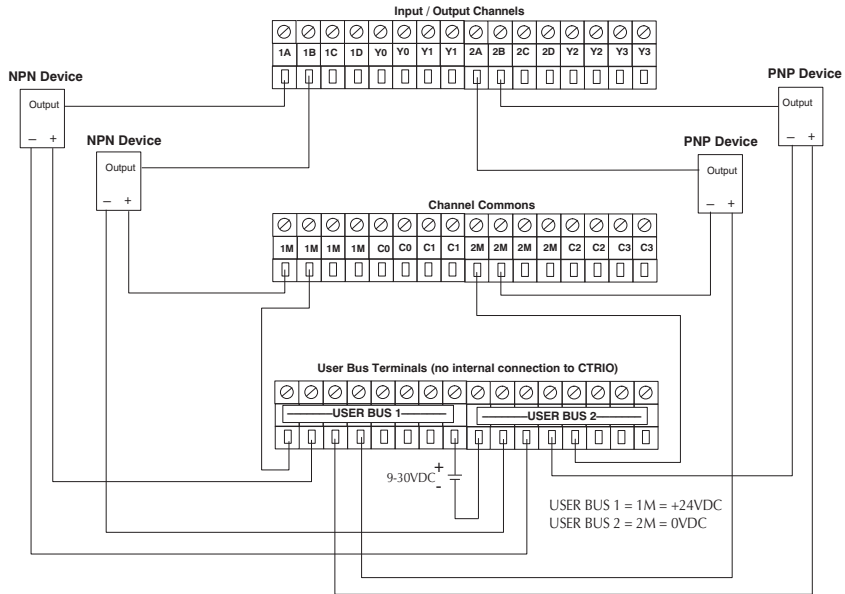 Input / Output Channels
1A 1B 1C 1D Y0 Y0 Y1 Y1 2A 2B 2C 2D Y2 Y2 Y3 Y3
NPN Device
Output
– +
NPN Device
Output
– +
PNP Device
Output
– +
PNP Device
Output
– +
Channel Commons
1M 1M 1M 1M C0 C0 C1 C1 2M 2M 2M 2M C2 C2 C3 C3
User Bus Terminals (no internal connection to CTRIO)
USER BUS 1 USER BUS 2
9-30VDC + -
USER BUS 1 = 1M = +24VDC
USER BUS 2 = 2M = 0VDC